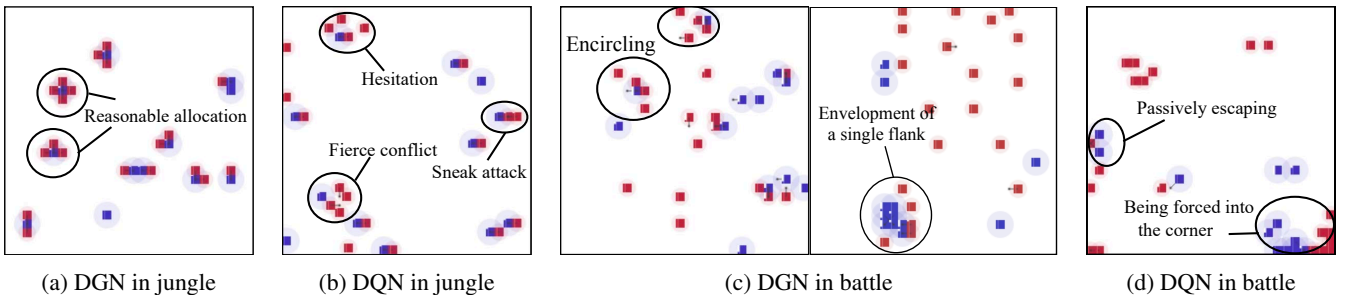 Reasonable allocation
(a) DGN in jungle
Hesitation
Fierce conflict
Sneak attack
(b) DQN in jungle
Encircling
Envelopment of
a single flank
(c) DGN in battle
Passively escaping
Being forced into
the corner
(d) DQN in battle